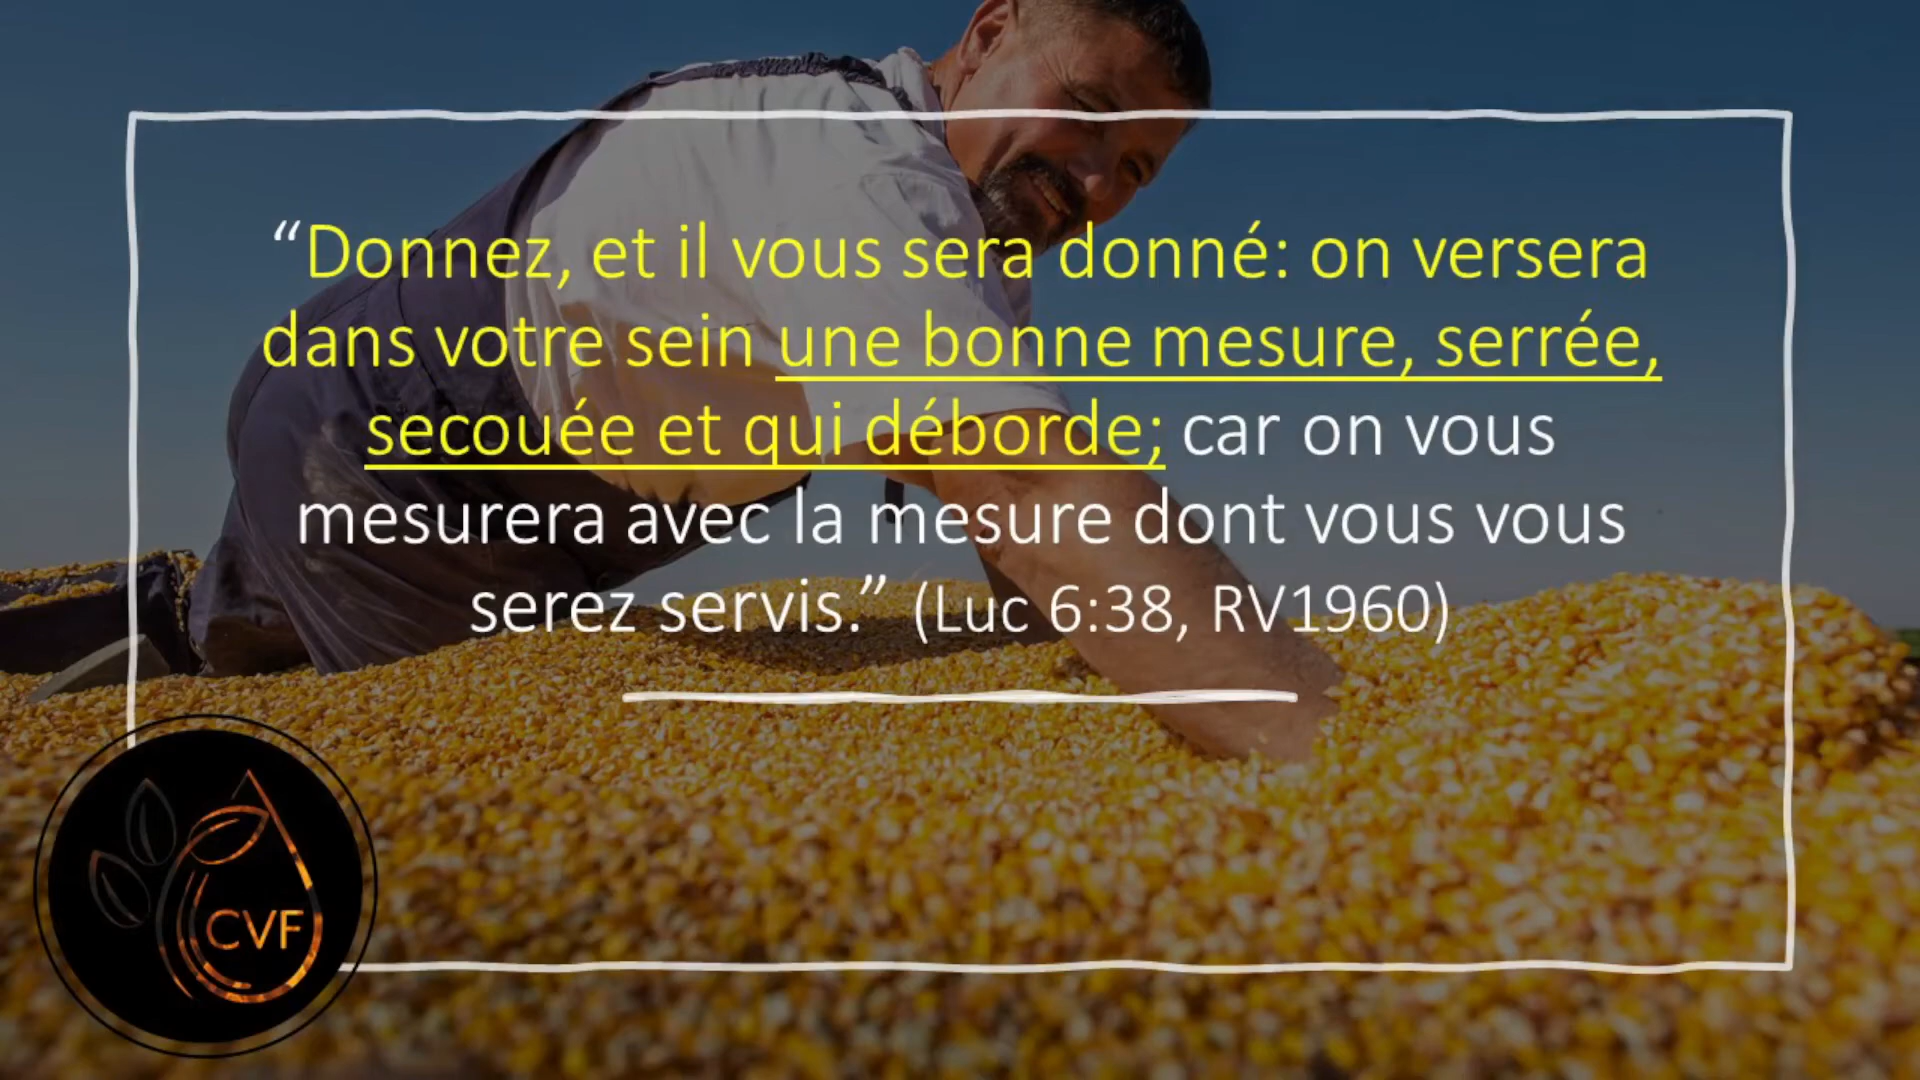 “Donnez, et il vous sera donné: on versera
dans votre sein une bonne mesure, serrée,
secouée et qui déborde; car on vous
mesurera avec la mesure dont vous vous
serez servis.” (Luc 6:38, RV1960)
CVF